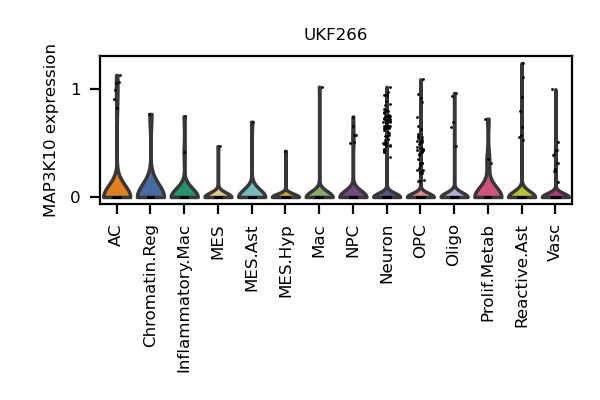 UKF266
MAP3K10 expression
1
0
AC
Chromatin.Reg
Inflammatory.Mac
MES
MES.Ast
MES.Hyp
Mac
NPC
Neuron
OPC
Oligo
Prolif.Metab
Reactive.Ast
Vasc